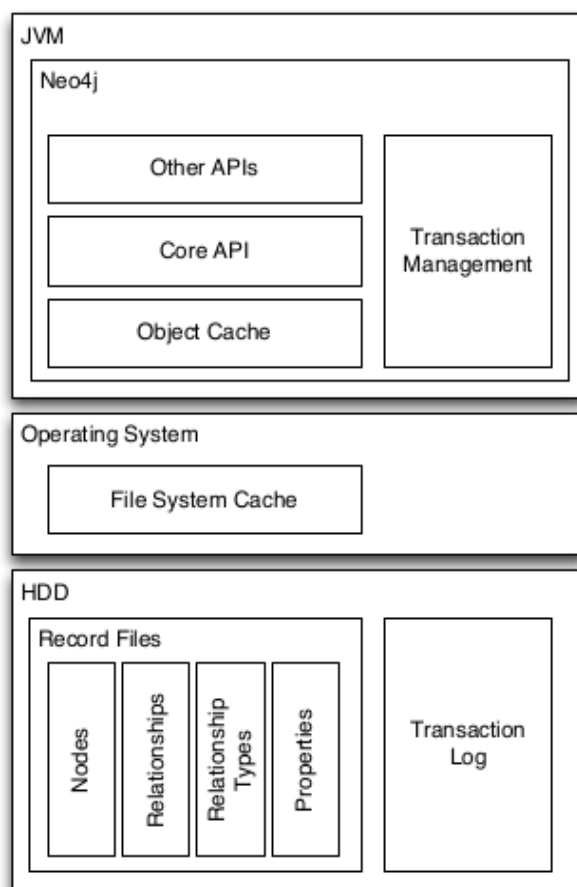 JVM
Neo4j
Other APIs
Core API
Object Cache
Transaction
Management
Operating System
File System Cache
HDD
Record Files
Nodes
Relationships
Relationship
Types
Properties
Transaction
Log